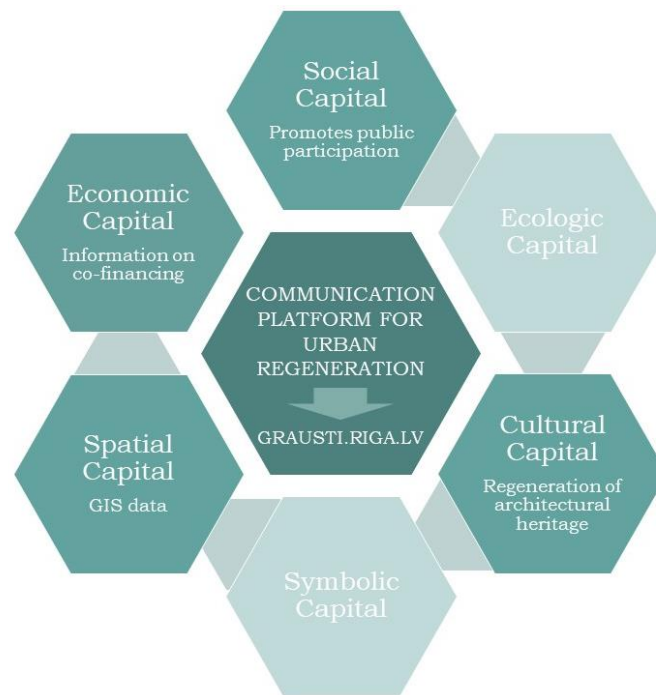 Social
Capital
Promotes public
participation
Economic
Capital
Information on
co-financing
Ecologic
Capital
COMMUNICATION
PLATFORM FOR
URBAN
REGENERATION
GRAUSTI.RIGA.LV
Spatial
Capital
GIS data
Cultural
Capital
Regeneration of
architectural
heritage
Symbolic
Capital